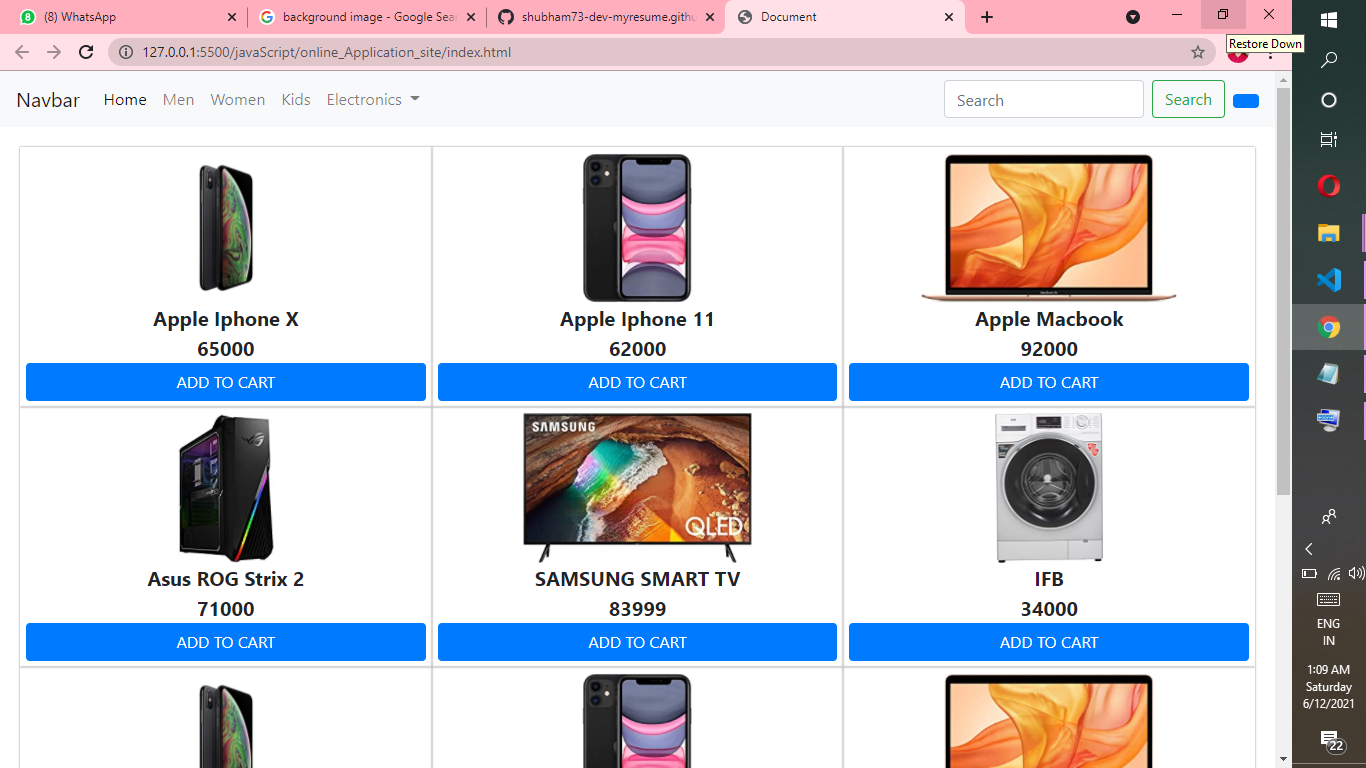 (8) WhatsApp
background image - Google Sear
shubham73-dev-myresume.githu
Document
127.0.0.1:5500/javaScript/online_Application_site/index.html
Restore Down
Navbar Home Men Women Kids Electronics Search Search
Apple Iphone X
65000
ADD TO CART
Apple Iphone 11
62000
ADD TO CART
Apple Macbook
92000
ADD TO CART
SAMSUNG
QLED
Asus ROG Strix 2
71000
ADD TO CART
SAMSUNG SMART TV
83999
ADD TO CART
IFB
34000
ADD TO CART
ENG
IN
1:09 AM
Saturday
6/12/2021
22